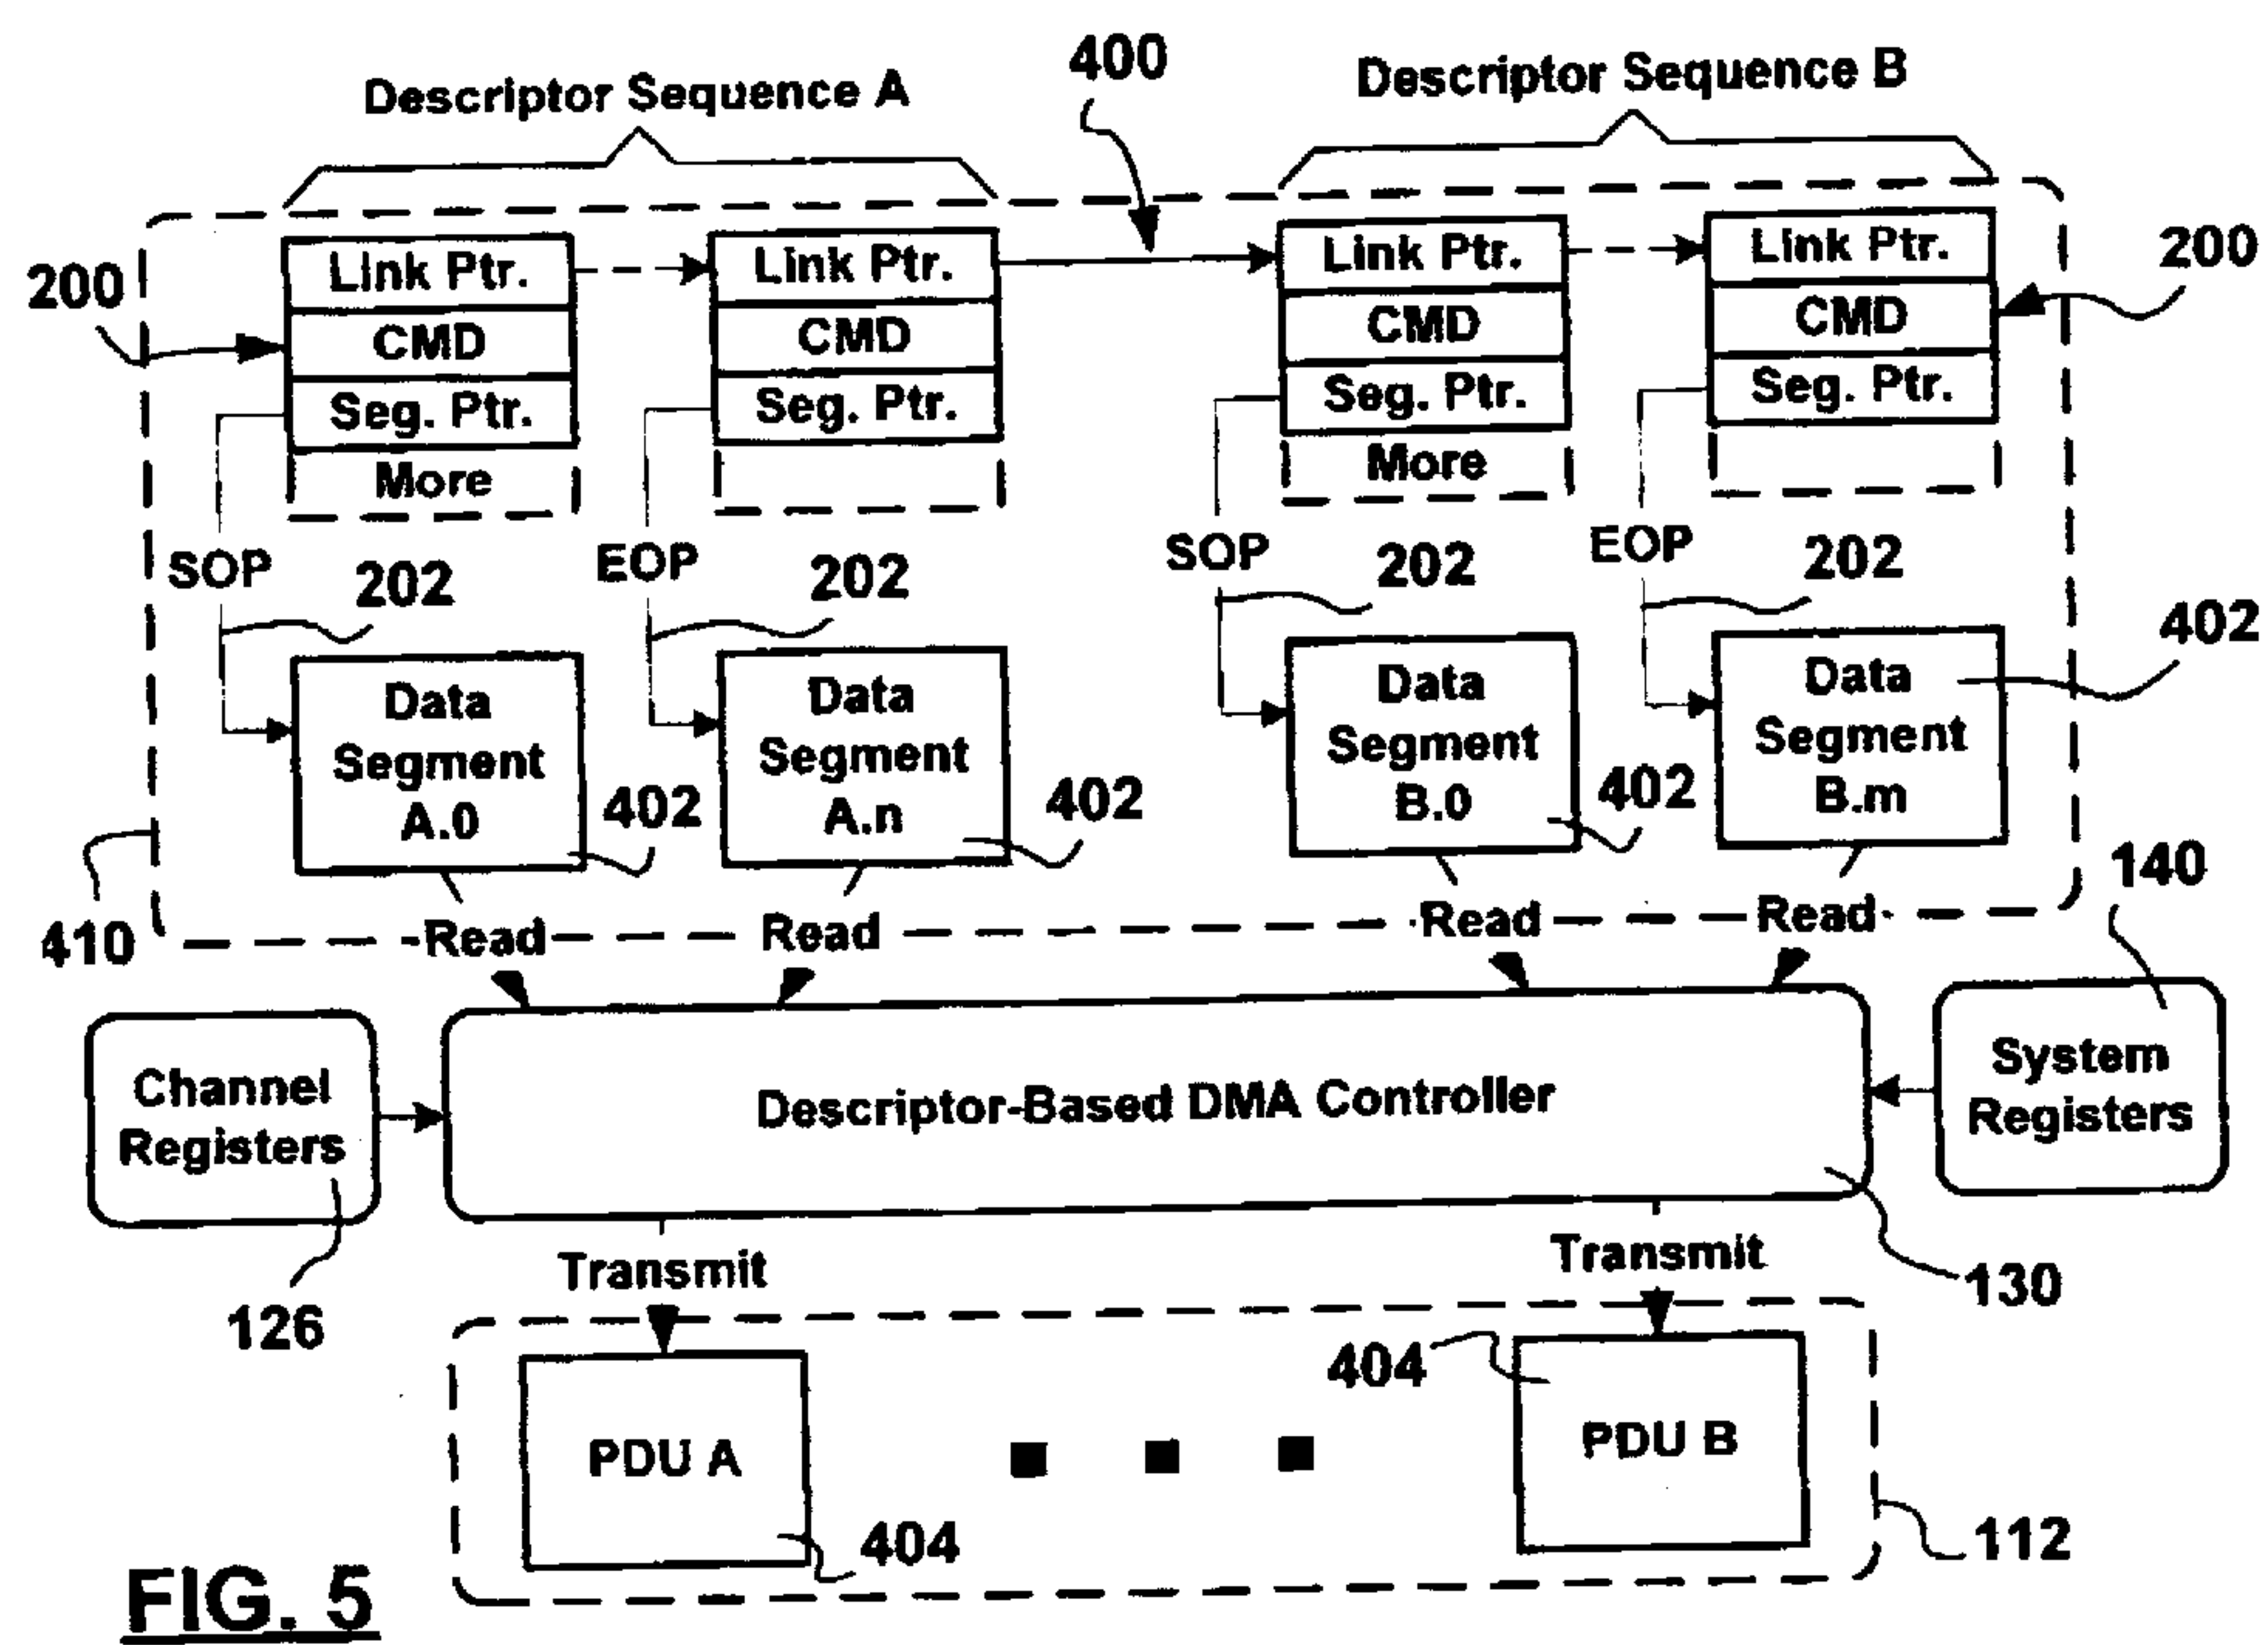 400
Descriptor Sequence A
Descriptor Sequence B
200
Link Ptr.
CMD
Seg. Ptr.
More
Link Ptr.
CMD
Seg. Ptr.
Link Ptr.
CMD
Seg. Ptr.
More
Link Ptr.
CMD
Seg. Ptr.
200
SOP
202
EOP
202
SOP
202
EOP
202
402
Data
Segment
A.0
402
Data
Segment
A.n
402
Data
Segment
B.0
402
Data
Segment
B.m
410
Read
Read
Read
Read
140
Channel
Registers
Descriptor-Based DMA Controller
System
Registers
126
Transmit
Transmit
130
404
PDU A
PDU B
404
112
FIG. 5